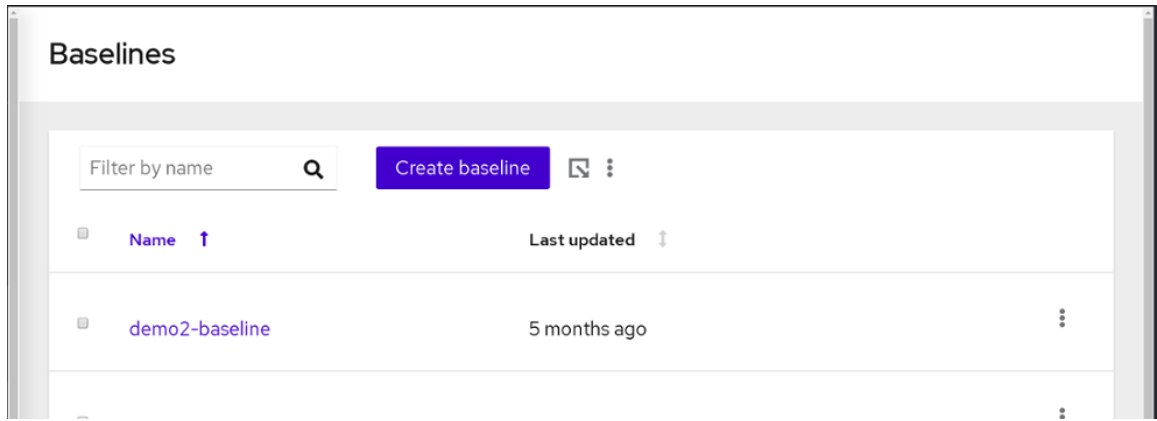 Baselines
Filter by name Create baseline
Name Last updated
demo2-baseline 5 months ago